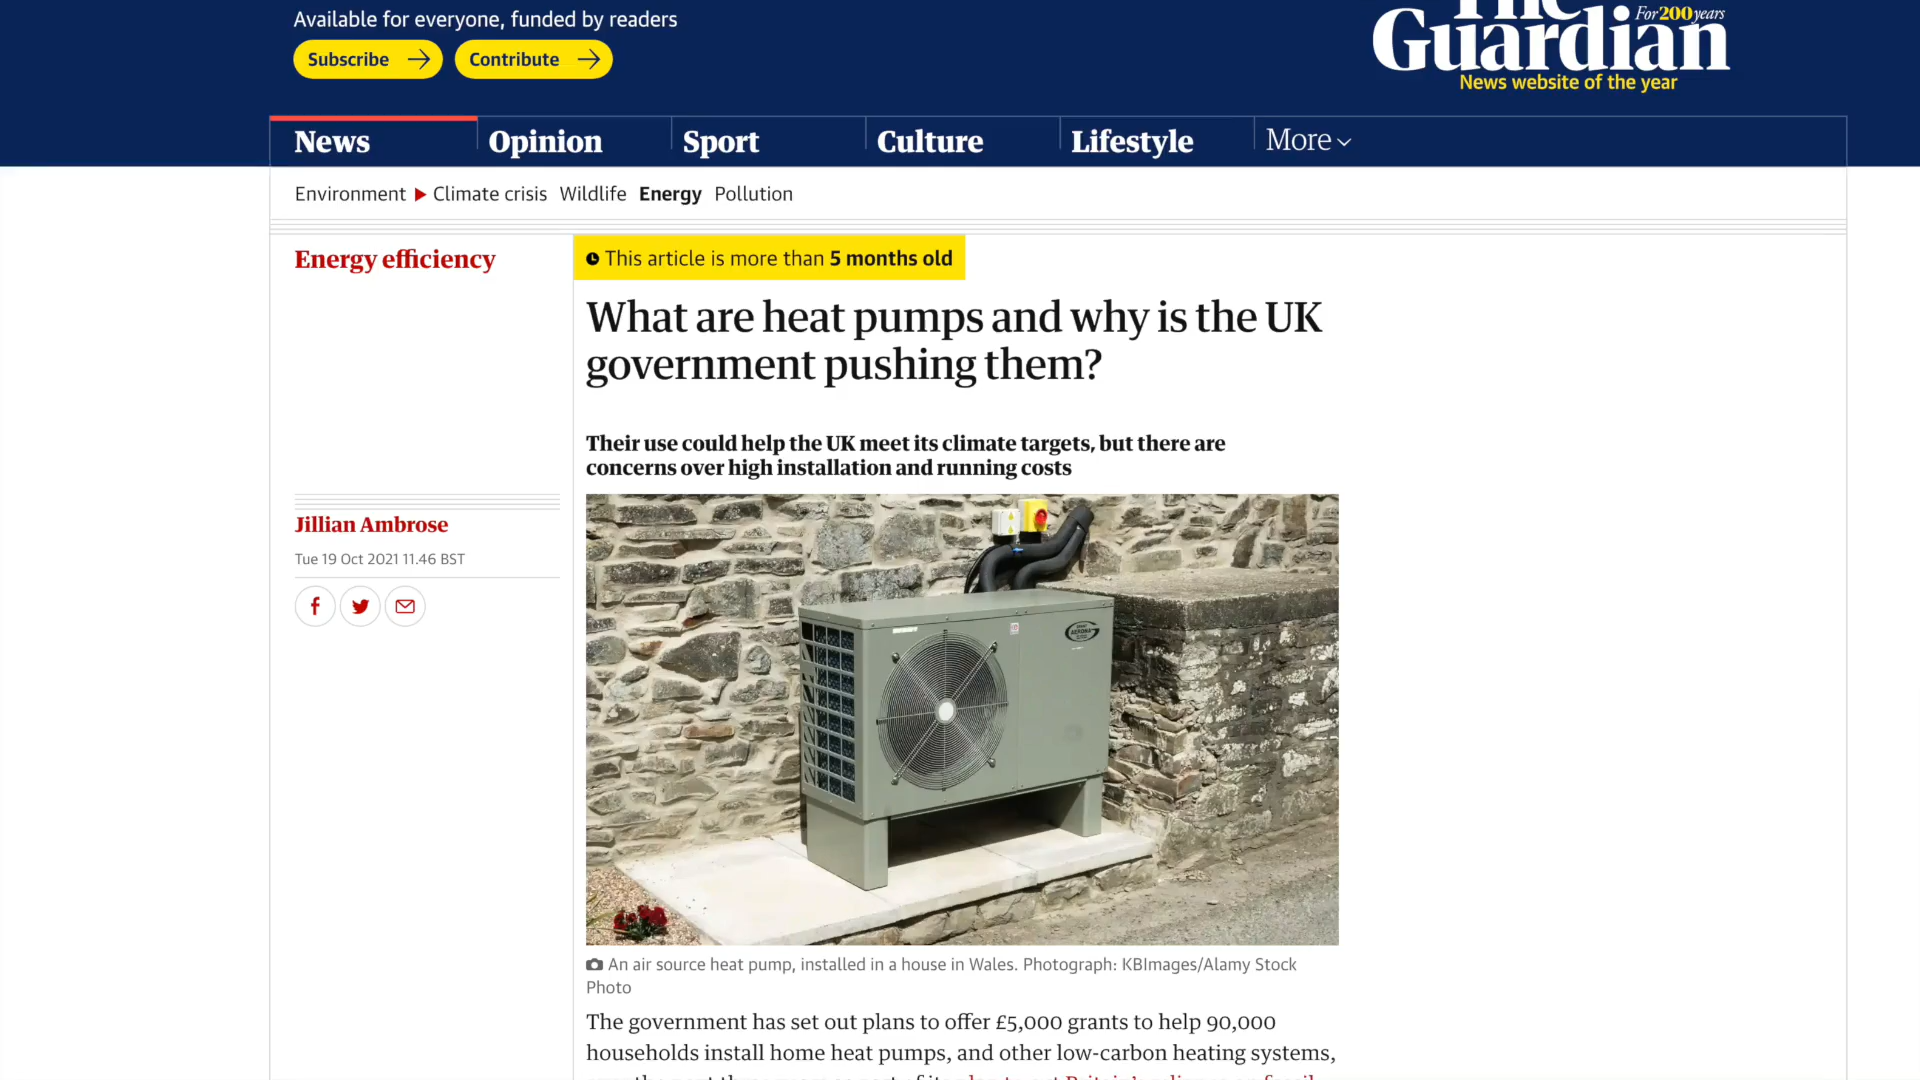 Available for everyone, funded by readers
Subscribe
Contribute
The
Guardian
For 200 years
News website of the year
News
Opinion
Sport
Culture
Lifestyle
More
Environment
Climate crisis
Wildlife
Energy
Pollution
Energy efficiency
This article is more than 5 months old
What are heat pumps and why is the UK
government pushing them?
Their use could help the UK meet its climate targets, but there are
concerns over high installation and running costs
Jillian Ambrose
Tue 19 Oct 2021 11.46 BST
AERONA
An air source heat pump, installed in a house in Wales. Photograph: KBImages/Alamy Stock
Photo
The government has set out plans to offer £5,000 grants to help 90,000
households install home heat pumps, and other low-carbon heating systems,